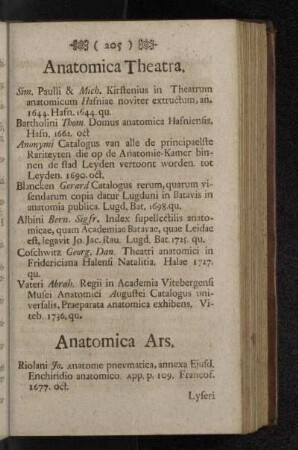 ( 205 )
Anatomica Theatra.
Sim. Paulli & Mich. Kirstenius in Theatrum
anatomicum Hafniae noviter extructum, an.
1644. Hafn. 1644. qu.
Bartholini Thom. Domus anatomica Hafniensis,
Hafn. 1662. oct
Anonymi Catalogus van alle de principaelste
Rariteyten die op de Anatomie-Kamer bin-
nen de stad Leyden vertoont worden. tot
Leyden. 1690. oct.
Blancken Gerard Catalogus rerum, quarum vi-
sendarum copia datur Lugduni in Batavis in
anatomia publica. Lugd. Bat. 1698. qu.
Albini Bern. Sigfr. Index supellectilis anato-
micae, quam Academiae Batavae, quae Leidae
est, legavit Jo. Jac. Rau. Lugd. Bat. 1725. qu.
Coschwitz Georg. Dan. Theatri anatomici in
Fridericiana Halensi Natalitia. Halae 1727.
qu.
Vateri Abrah. Regii in Academia Vitebergensi
Musei Anatomici Augustei Catalogus uni-
versalis, Praeparata Anatomica exhibens, Vi-
teb. 1736. qu.
Anatomica Ars.
Riolani Jo. Anatome pnevmatica, annexa Ejusd.
Enchiridio anatomico. App. p. 109. Francof.
1677. oct.
Lyseri